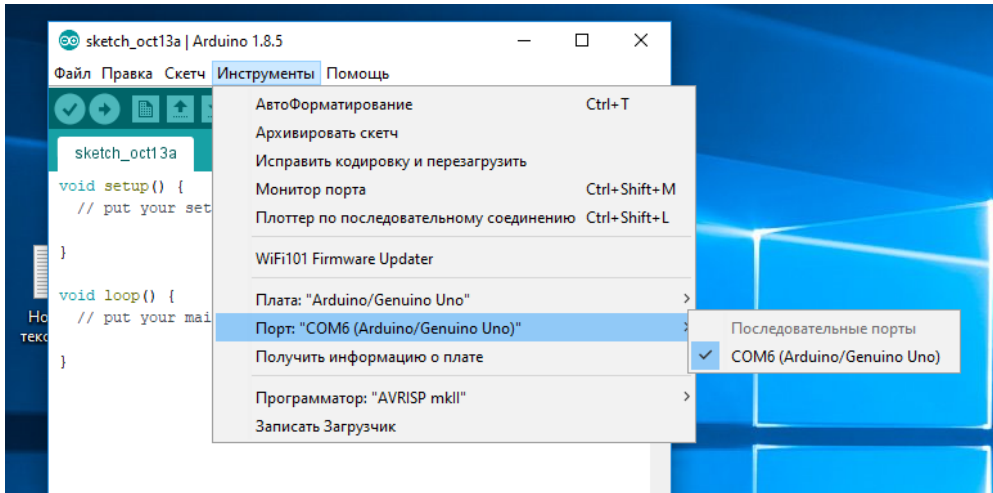 sketch_oct13a | Arduino 1.8.5
Файл Правка Скетч Инструменты Помощь
АвтоФорматирование Ctrl+T
Архивировать скетч
Исправить кодировку и перезагрузить
Монитор порта Ctrl+Shift+M
Плоттер по последовательному соединению Ctrl+Shift+L
WiFi101 Firmware Updater
Плата: "Arduino/Genuino Uno"
Порт: "COM6 (Arduino/Genuino Uno)"
Получить информацию о плате
Программатор: "AVRISP mkII"
Записать Загрузчик
Последовательные порты
COM6 (Arduino/Genuino Uno)
sketch_oct13a
void setup() {
// put your set
}
void loop() {
// put your mai
}
Но
текс